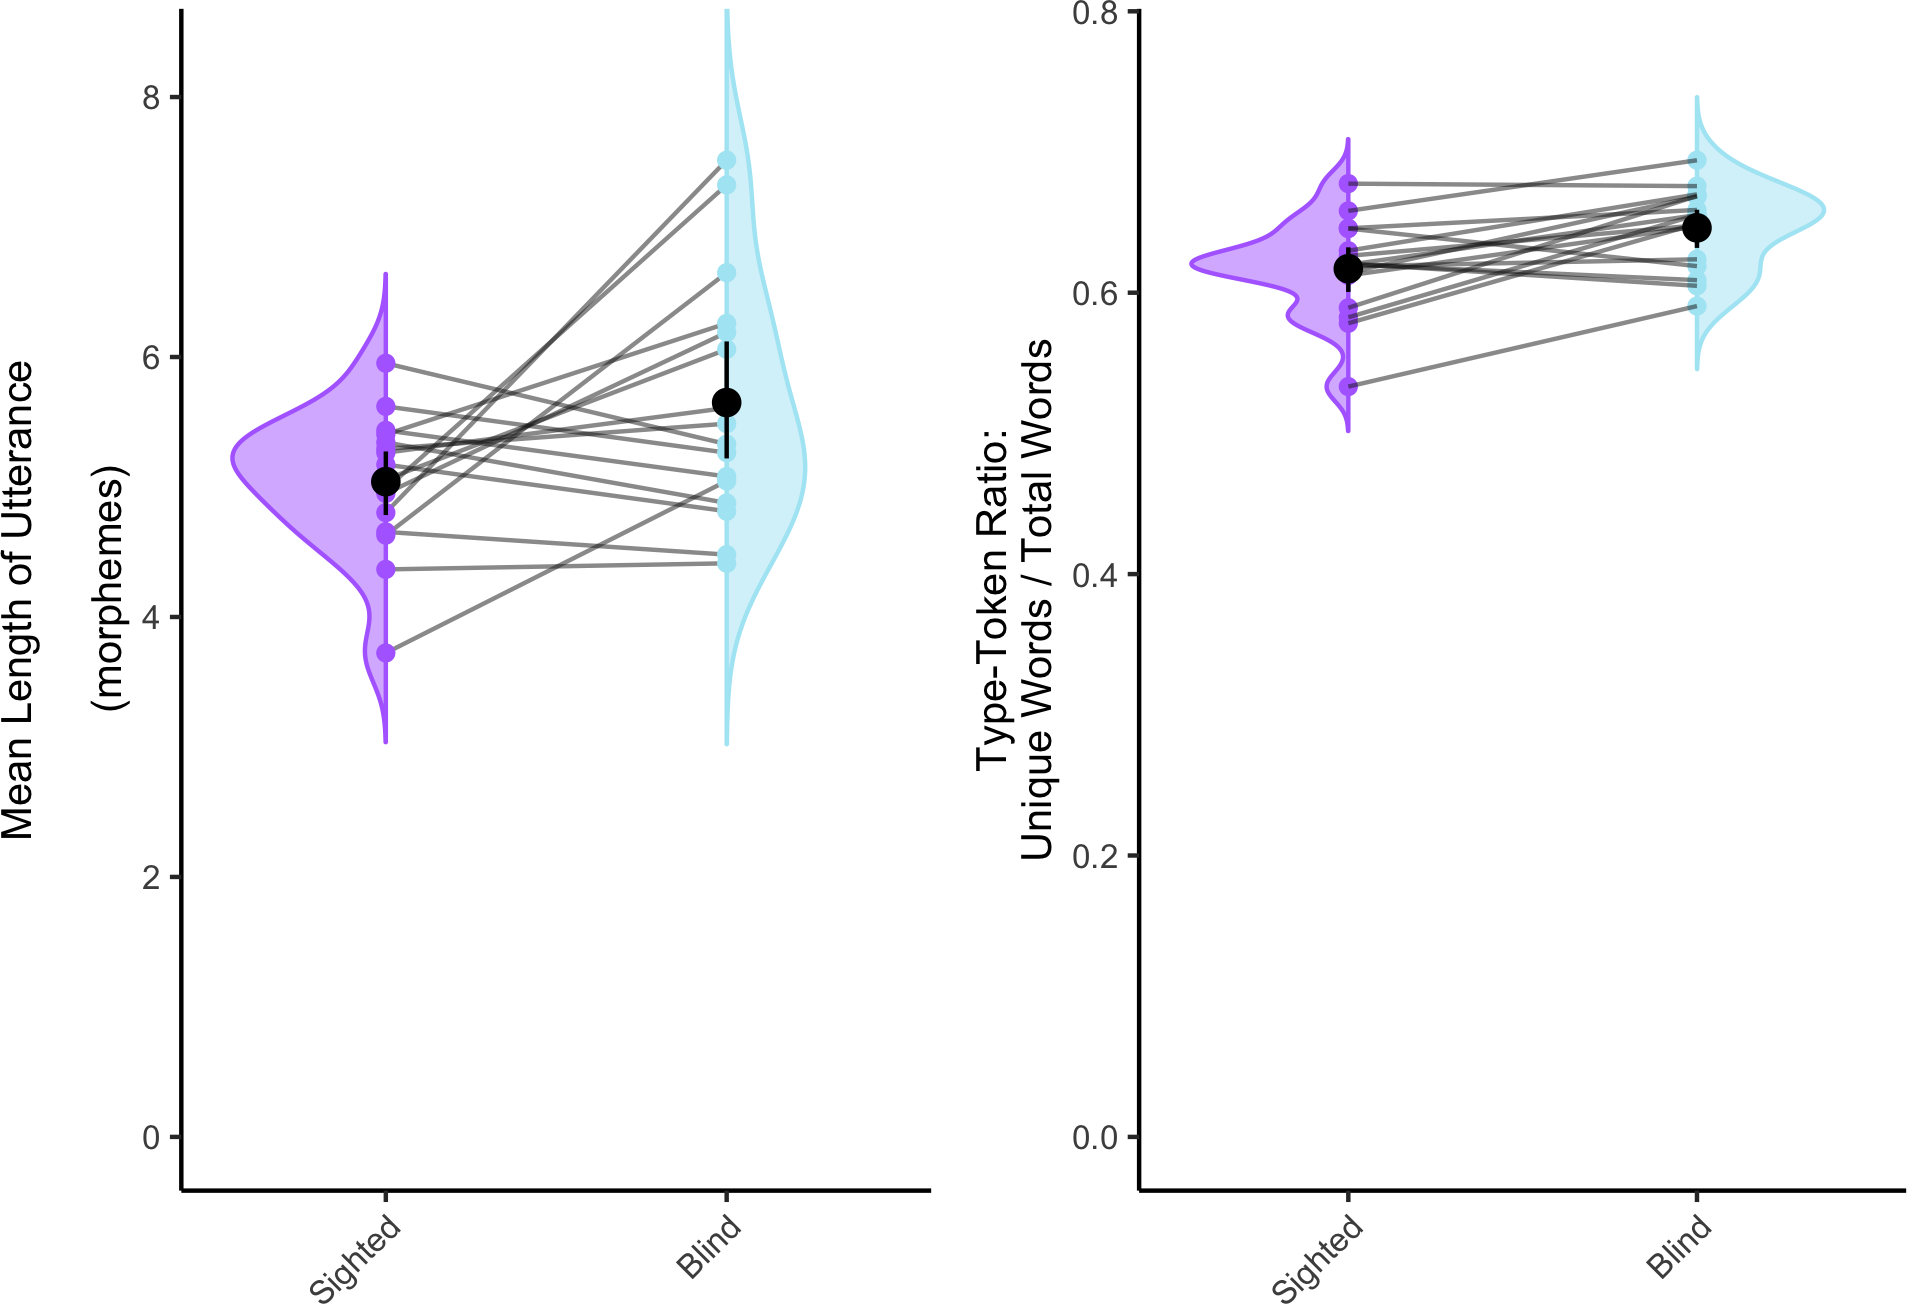 Mean Length of Utterance
(morphemes)
8
6
4
2
0
Sighted
Blind
Type-Token Ratio:
Unique Words / Total Words
0.8
0.6
0.4
0.2
0.0
Sighted
Blind